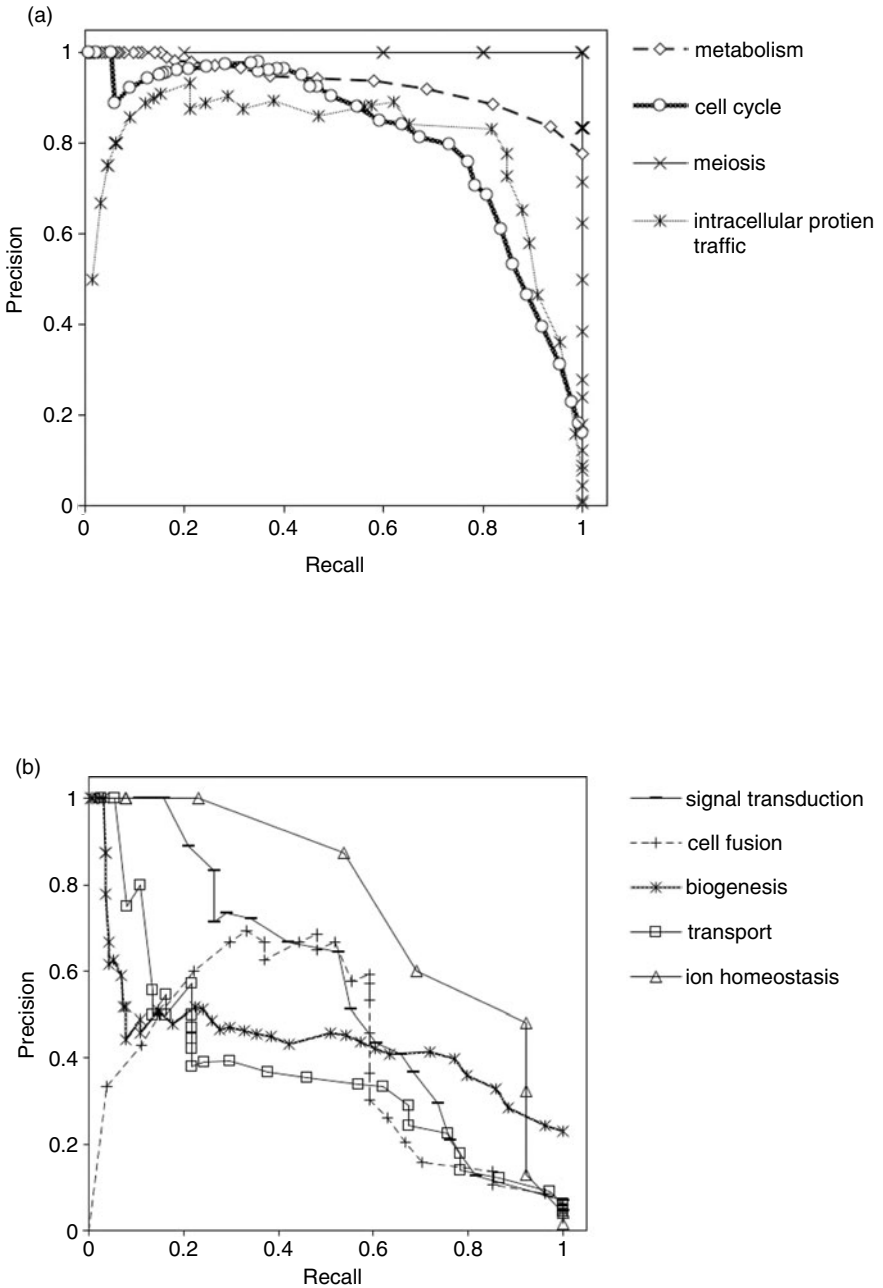 (a)
1
0.8
0.6
0.4
0.2
0
Precision
0
0.2
0.4
0.6
0.8
1
Recall
metabolism
cell cycle
meiosis
intracellular protien
traffic
(b)
1
0.8
0.6
0.4
0.2
0
Precision
0
0.2
0.4
0.6
0.8
1
Recall
signal transduction
cell fusion
biogenesis
transport
ion homeostasis